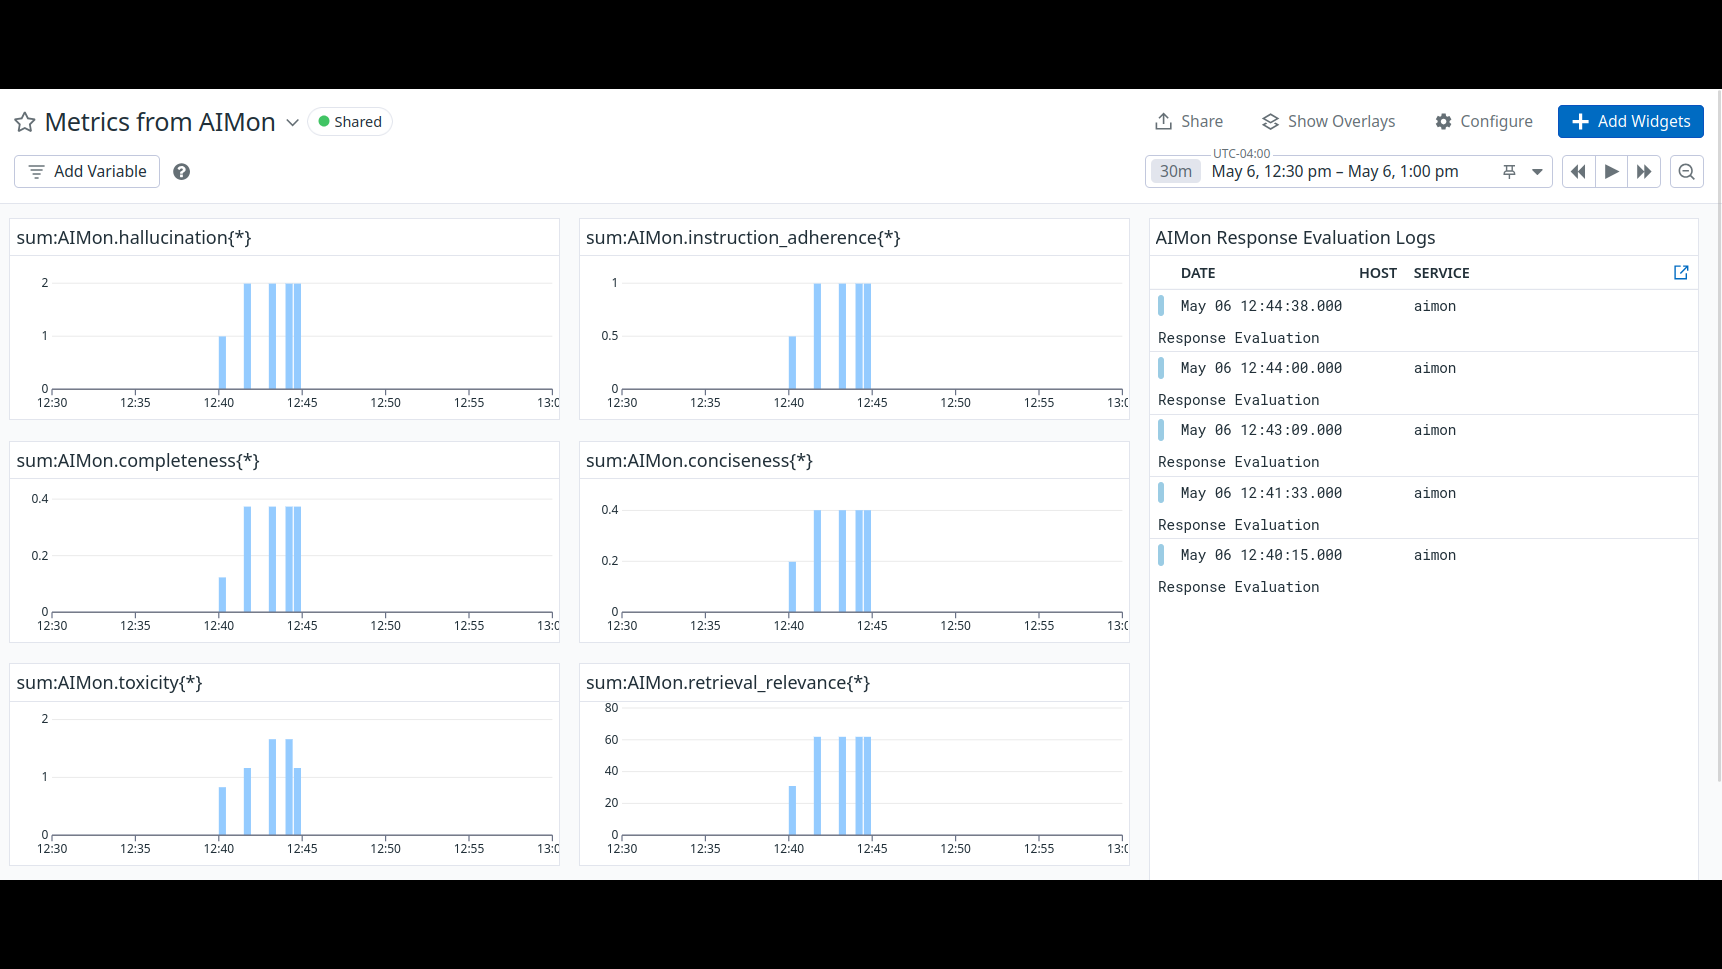 Metrics from AIMon
Shared
Share
Show Overlays
Configure
Add Widgets
Add Variable
?
UTC-04:00
30m May 6, 12:30 pm – May 6, 1:00 pm
sum:AIMon.hallucination{*}
2
1
0
12:30 12:35 12:40 12:45 12:50 12:55 13:0
sum:AIMon.instruction_adherence{*}
1
0.5
0
12:30 12:35 12:40 12:45 12:50 12:55 13:0
sum:AIMon.completeness{*}
0.4
0.2
0
12:30 12:35 12:40 12:45 12:50 12:55 13:0
sum:AIMon.conciseness{*}
0.4
0.2
0
12:30 12:35 12:40 12:45 12:50 12:55 13:0
sum:AIMon.toxicity{*}
2
1
0
12:30 12:35 12:40 12:45 12:50 12:55 13:0
sum:AIMon.retrieval_relevance{*}
80
60
40
20
0
12:30 12:35 12:40 12:45 12:50 12:55 13:0
AIMon Response Evaluation Logs
DATE HOST SERVICE
May 06 12:44:38.000 aimon
Response Evaluation
May 06 12:44:00.000 aimon
Response Evaluation
May 06 12:43:09.000 aimon
Response Evaluation
May 06 12:41:33.000 aimon
Response Evaluation
May 06 12:40:15.000 aimon
Response Evaluation